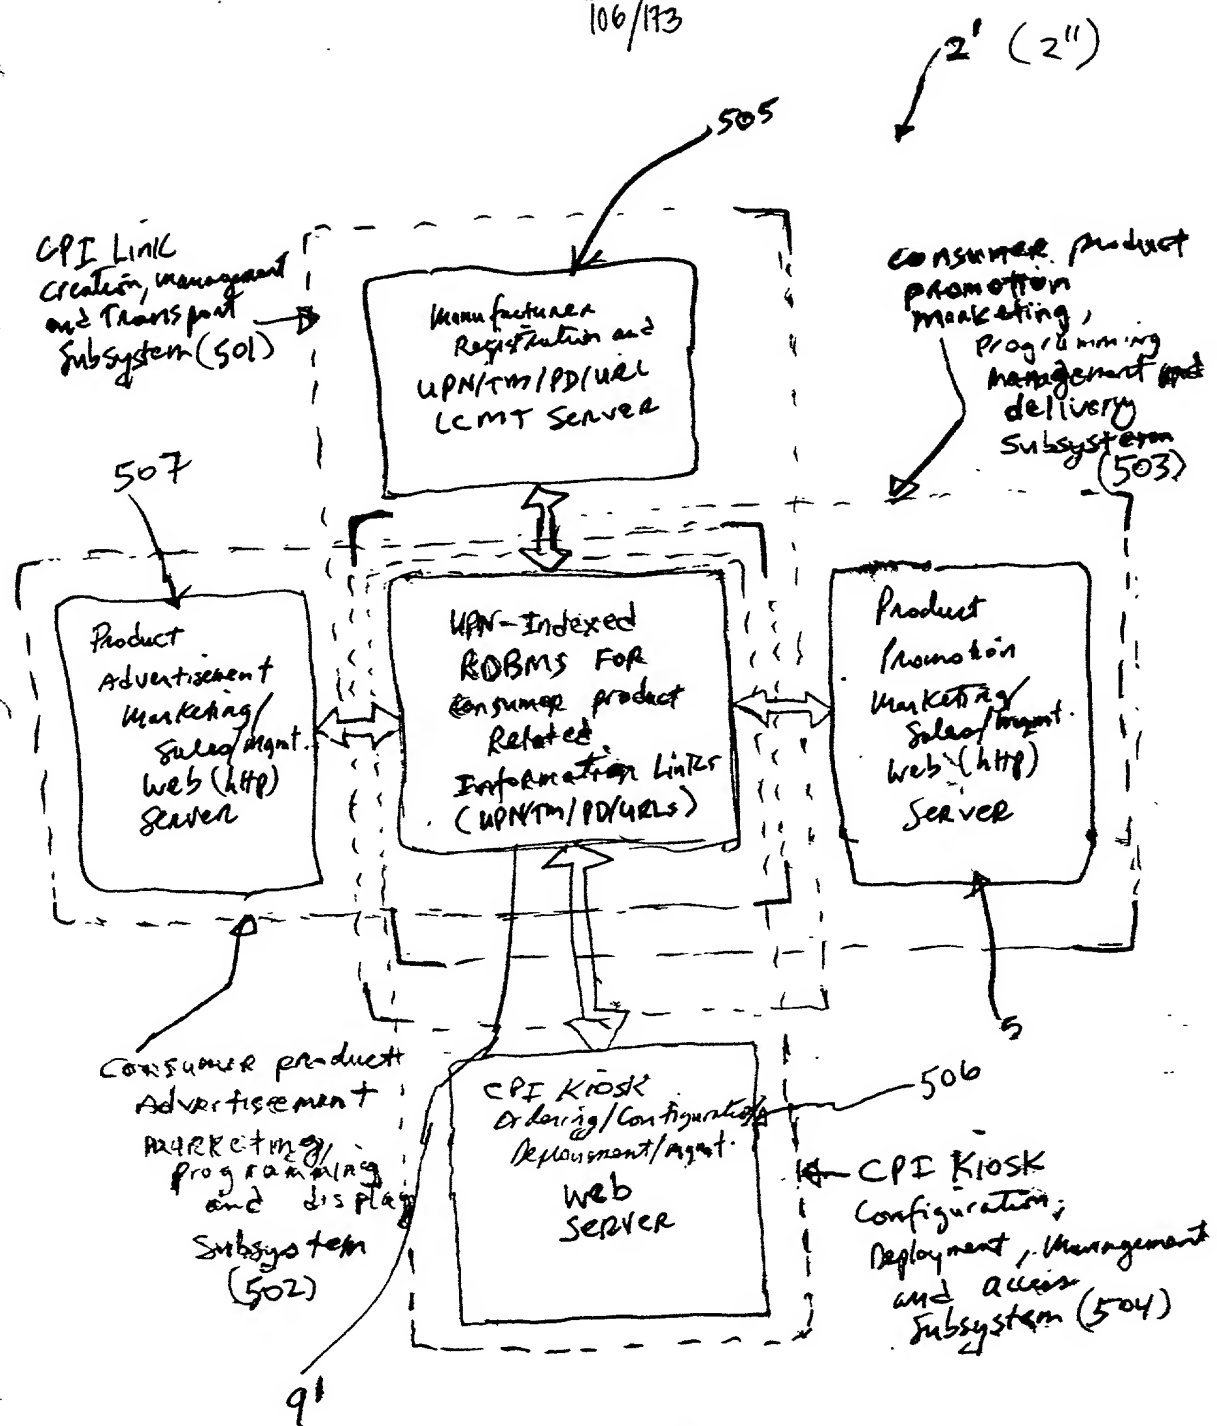 106/173
2' (2")
505
CPI Link
Creation, management
and Transport
Subsystem (501)
Consumer product
promotion
marketing,
programming
management and
delivery
Subsystem
(503)
Manufacturer
Registration and
UPN/TM/PD/URL
LCMT Server
507
Product
Advertisement
Marketing/
Sales/mgmt.
Web (http)
Server
UPN-Indexed
RDBMS FOR
Consumer product
Related
Information Links
(UPN/TM/PD/URLs)
Product
Promotion
Marketing/
Sales/mgmt.
Web (http)
Server
5
Consumer product
Advertisement
Marketing,
programming
and display
Subsystem
(502)
CPI Kiosk
Ordering/Configuration/
Deployment/Mgmt.
Web
Server
506
CPI Kiosk
Configuration,
Deployment, Management
and access
Subsystem (504)
9'